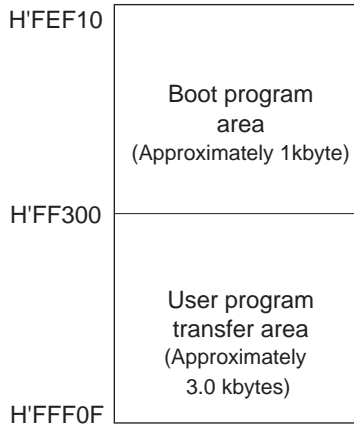 H'FEF10
Boot program
area
(Approximately 1kbyte)
H'FF300
User program
transfer area
(Approximately
3.0 kbytes)
H'FFF0F